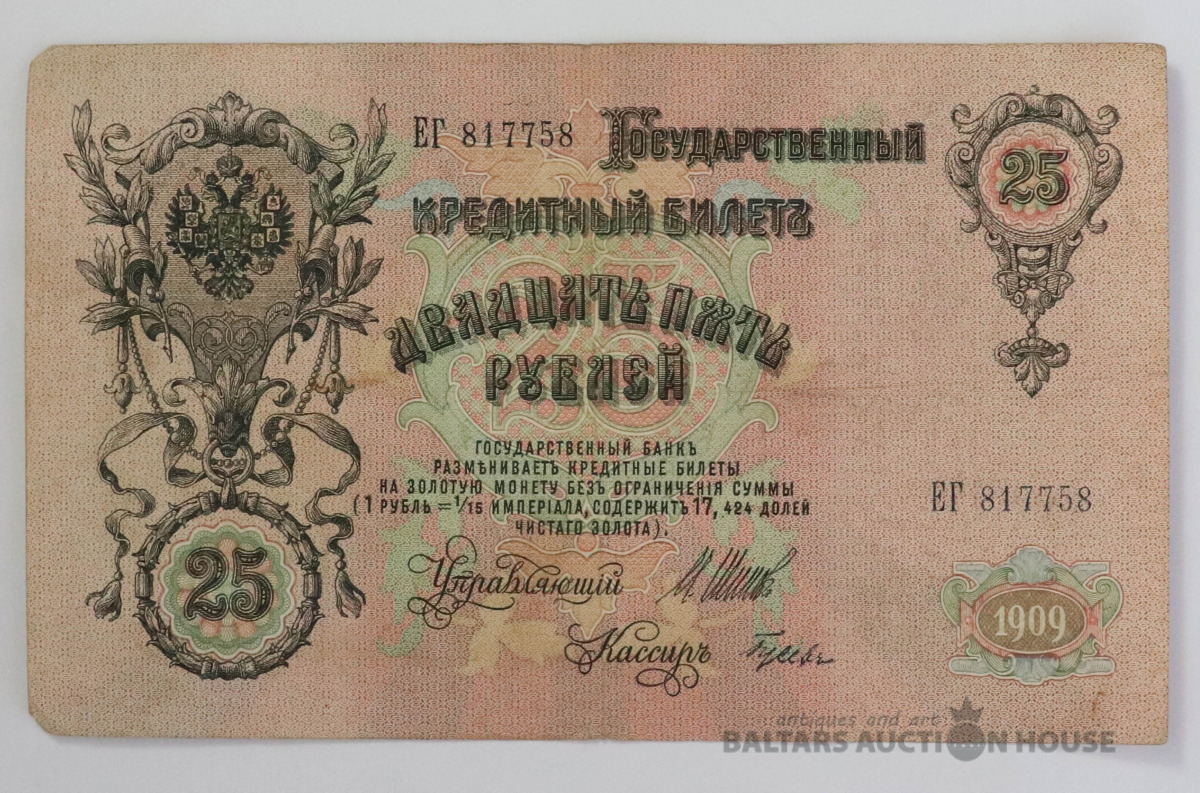 ЕГ 817758 Государственный
Кредитный Билетъ
25
Двадцать Пять
Рублей
Государственный Банкъ
размѣниваетъ кредитные билеты
на золотую монету безъ ограниченія суммы
(1 рубль = 1/15 имперіала, содержитъ 17, 424 долей
чистаго золота).
ЕГ 817758
25
Управляющій
1909
Кассиръ
antiques and art
BALTARS AUCTION HOUSE